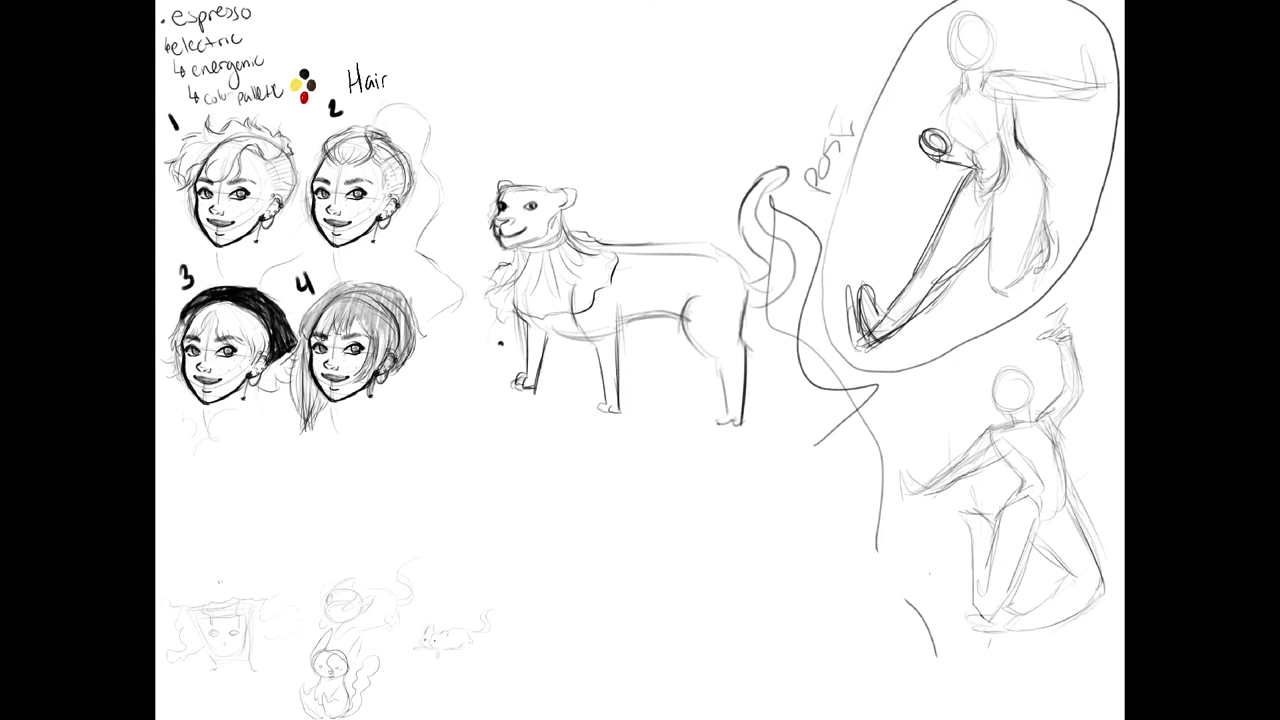 . espresso
↳electric
↳ energenic
↳ color pallete
Hair
1
2
3
4
POSE